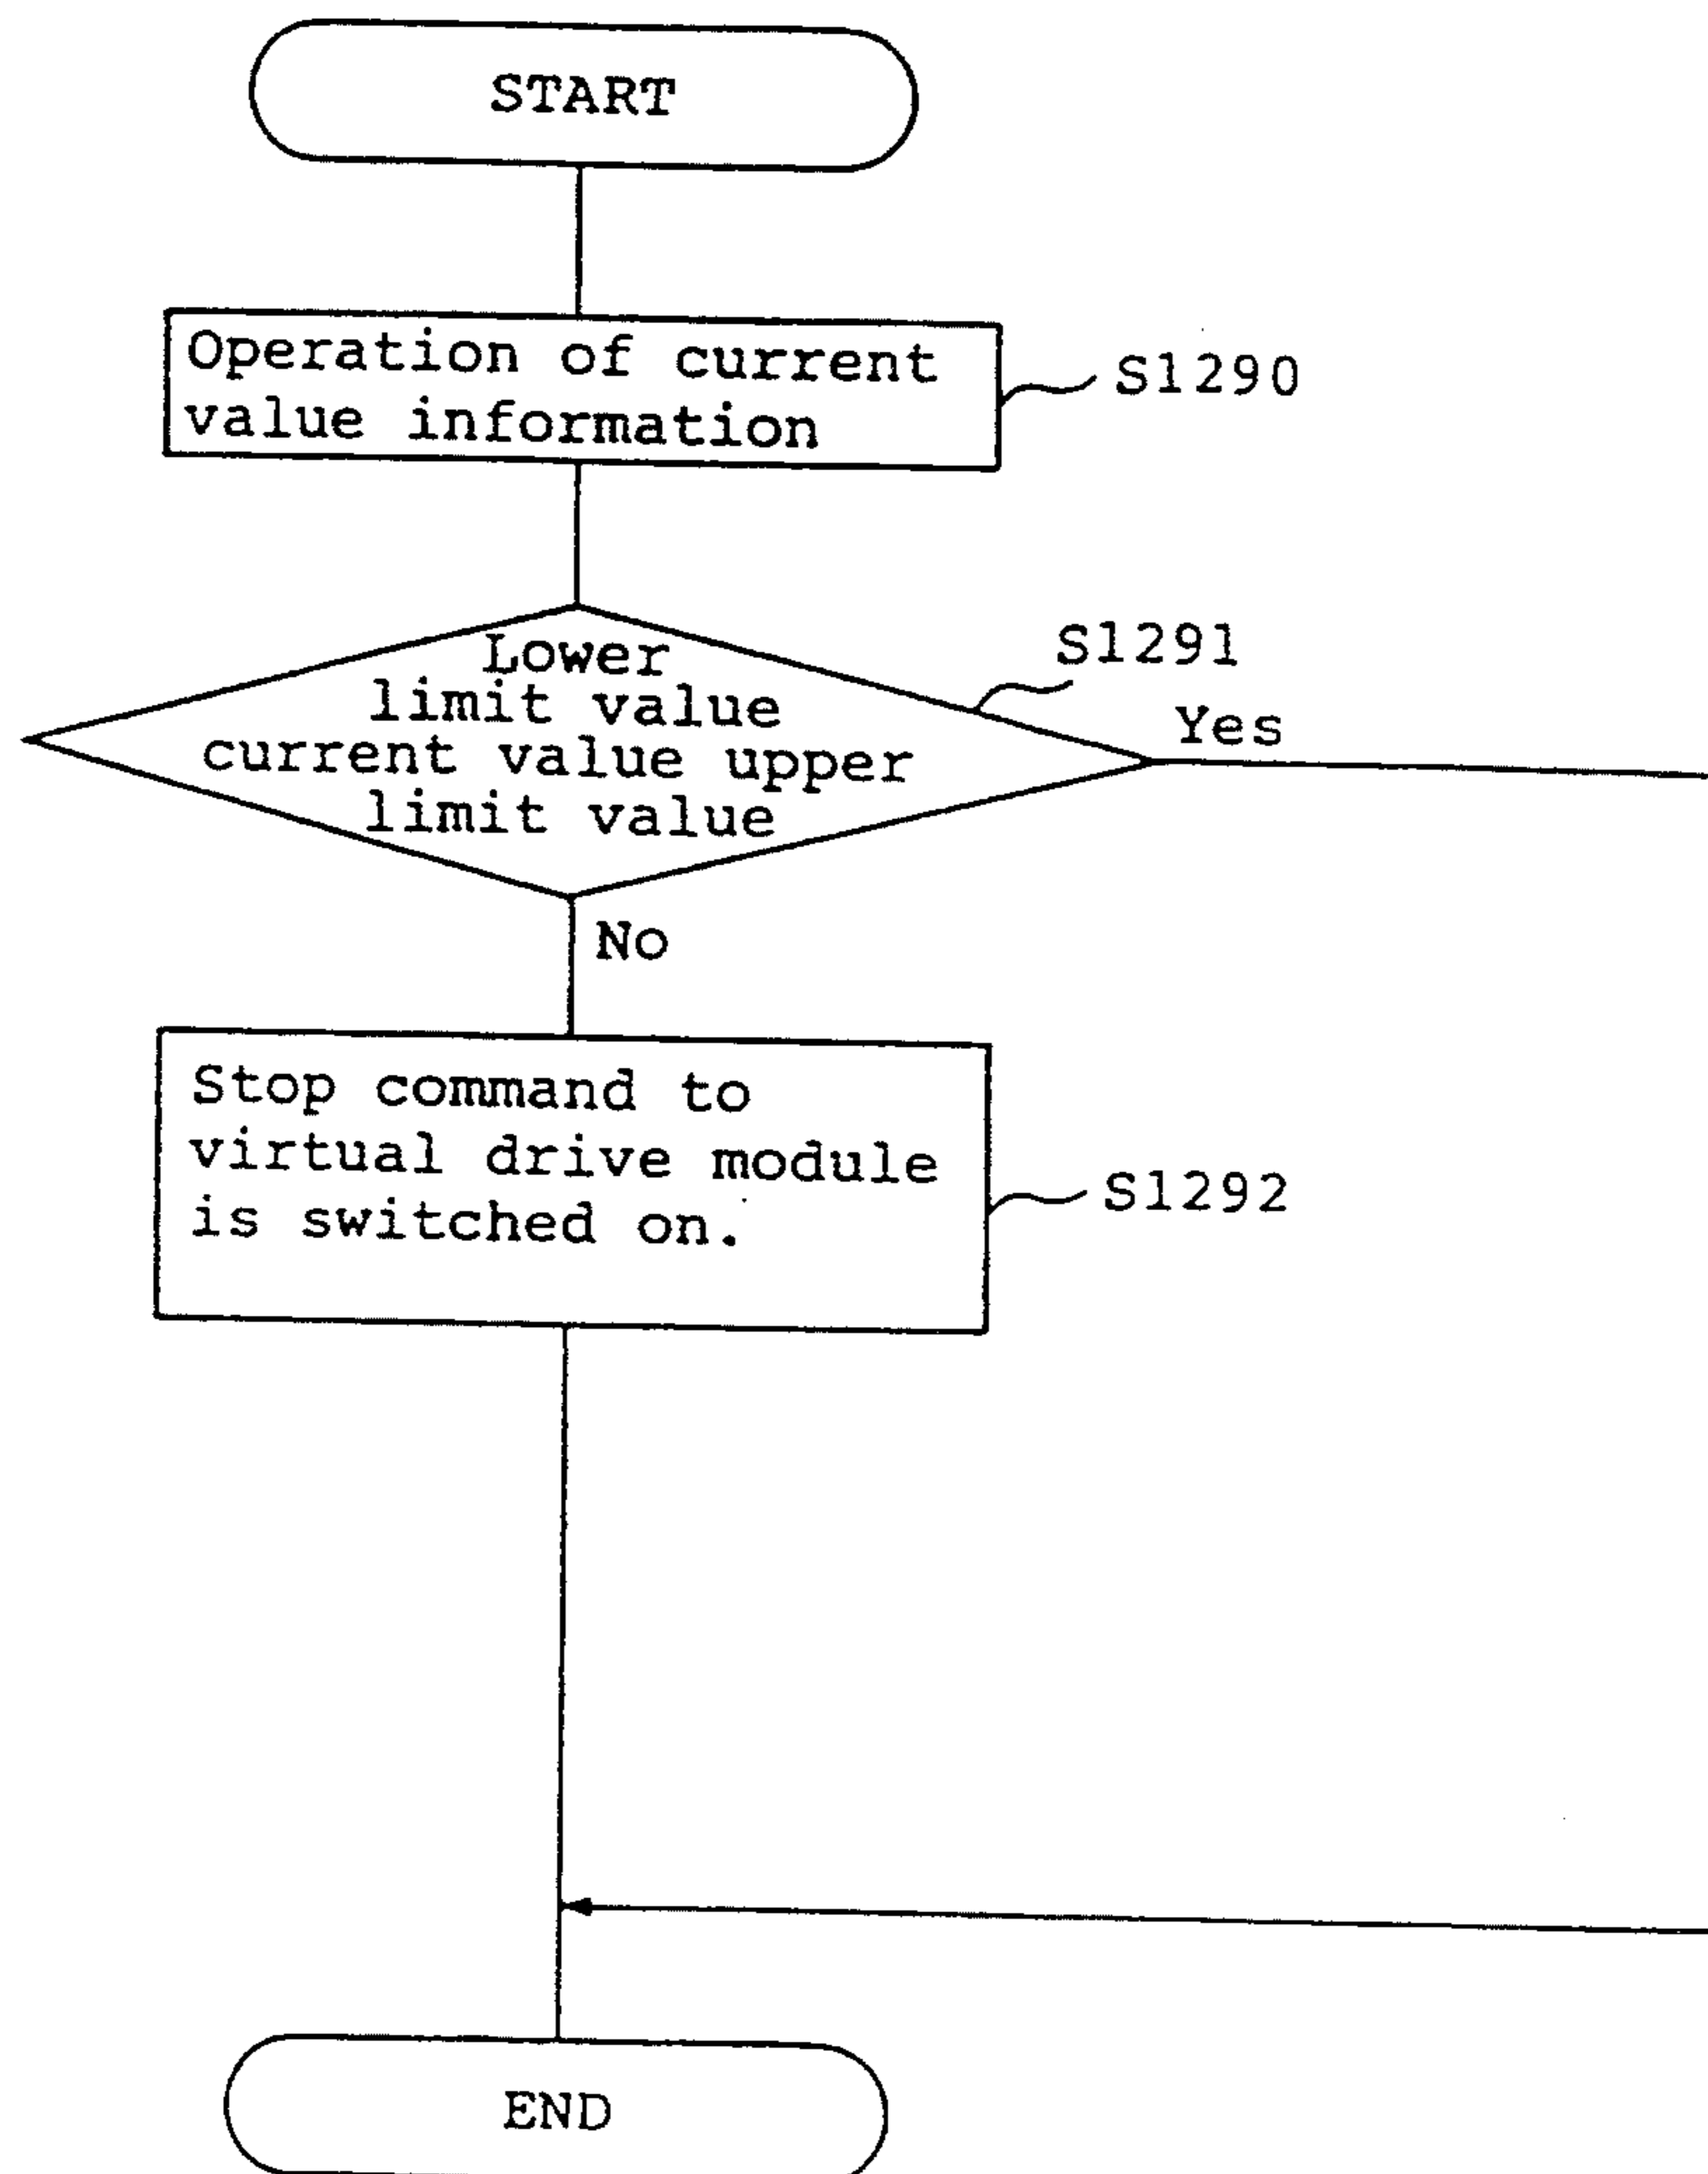 START
Operation of current
value information
S1290
Lower
limit value
current value upper
limit value
S1291
Yes
No
Stop command to
virtual drive module
is switched on.
S1292
END